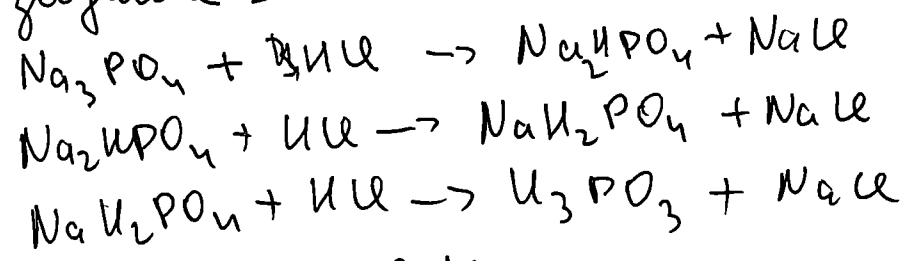 Na₃PO₄ + HCl → Na₂HPO₄ + NaCl
Na₂HPO₄ + HCl → NaH₂PO₄ + NaCl
NaH₂PO₄ + HCl → H₃PO₃ + NaCl